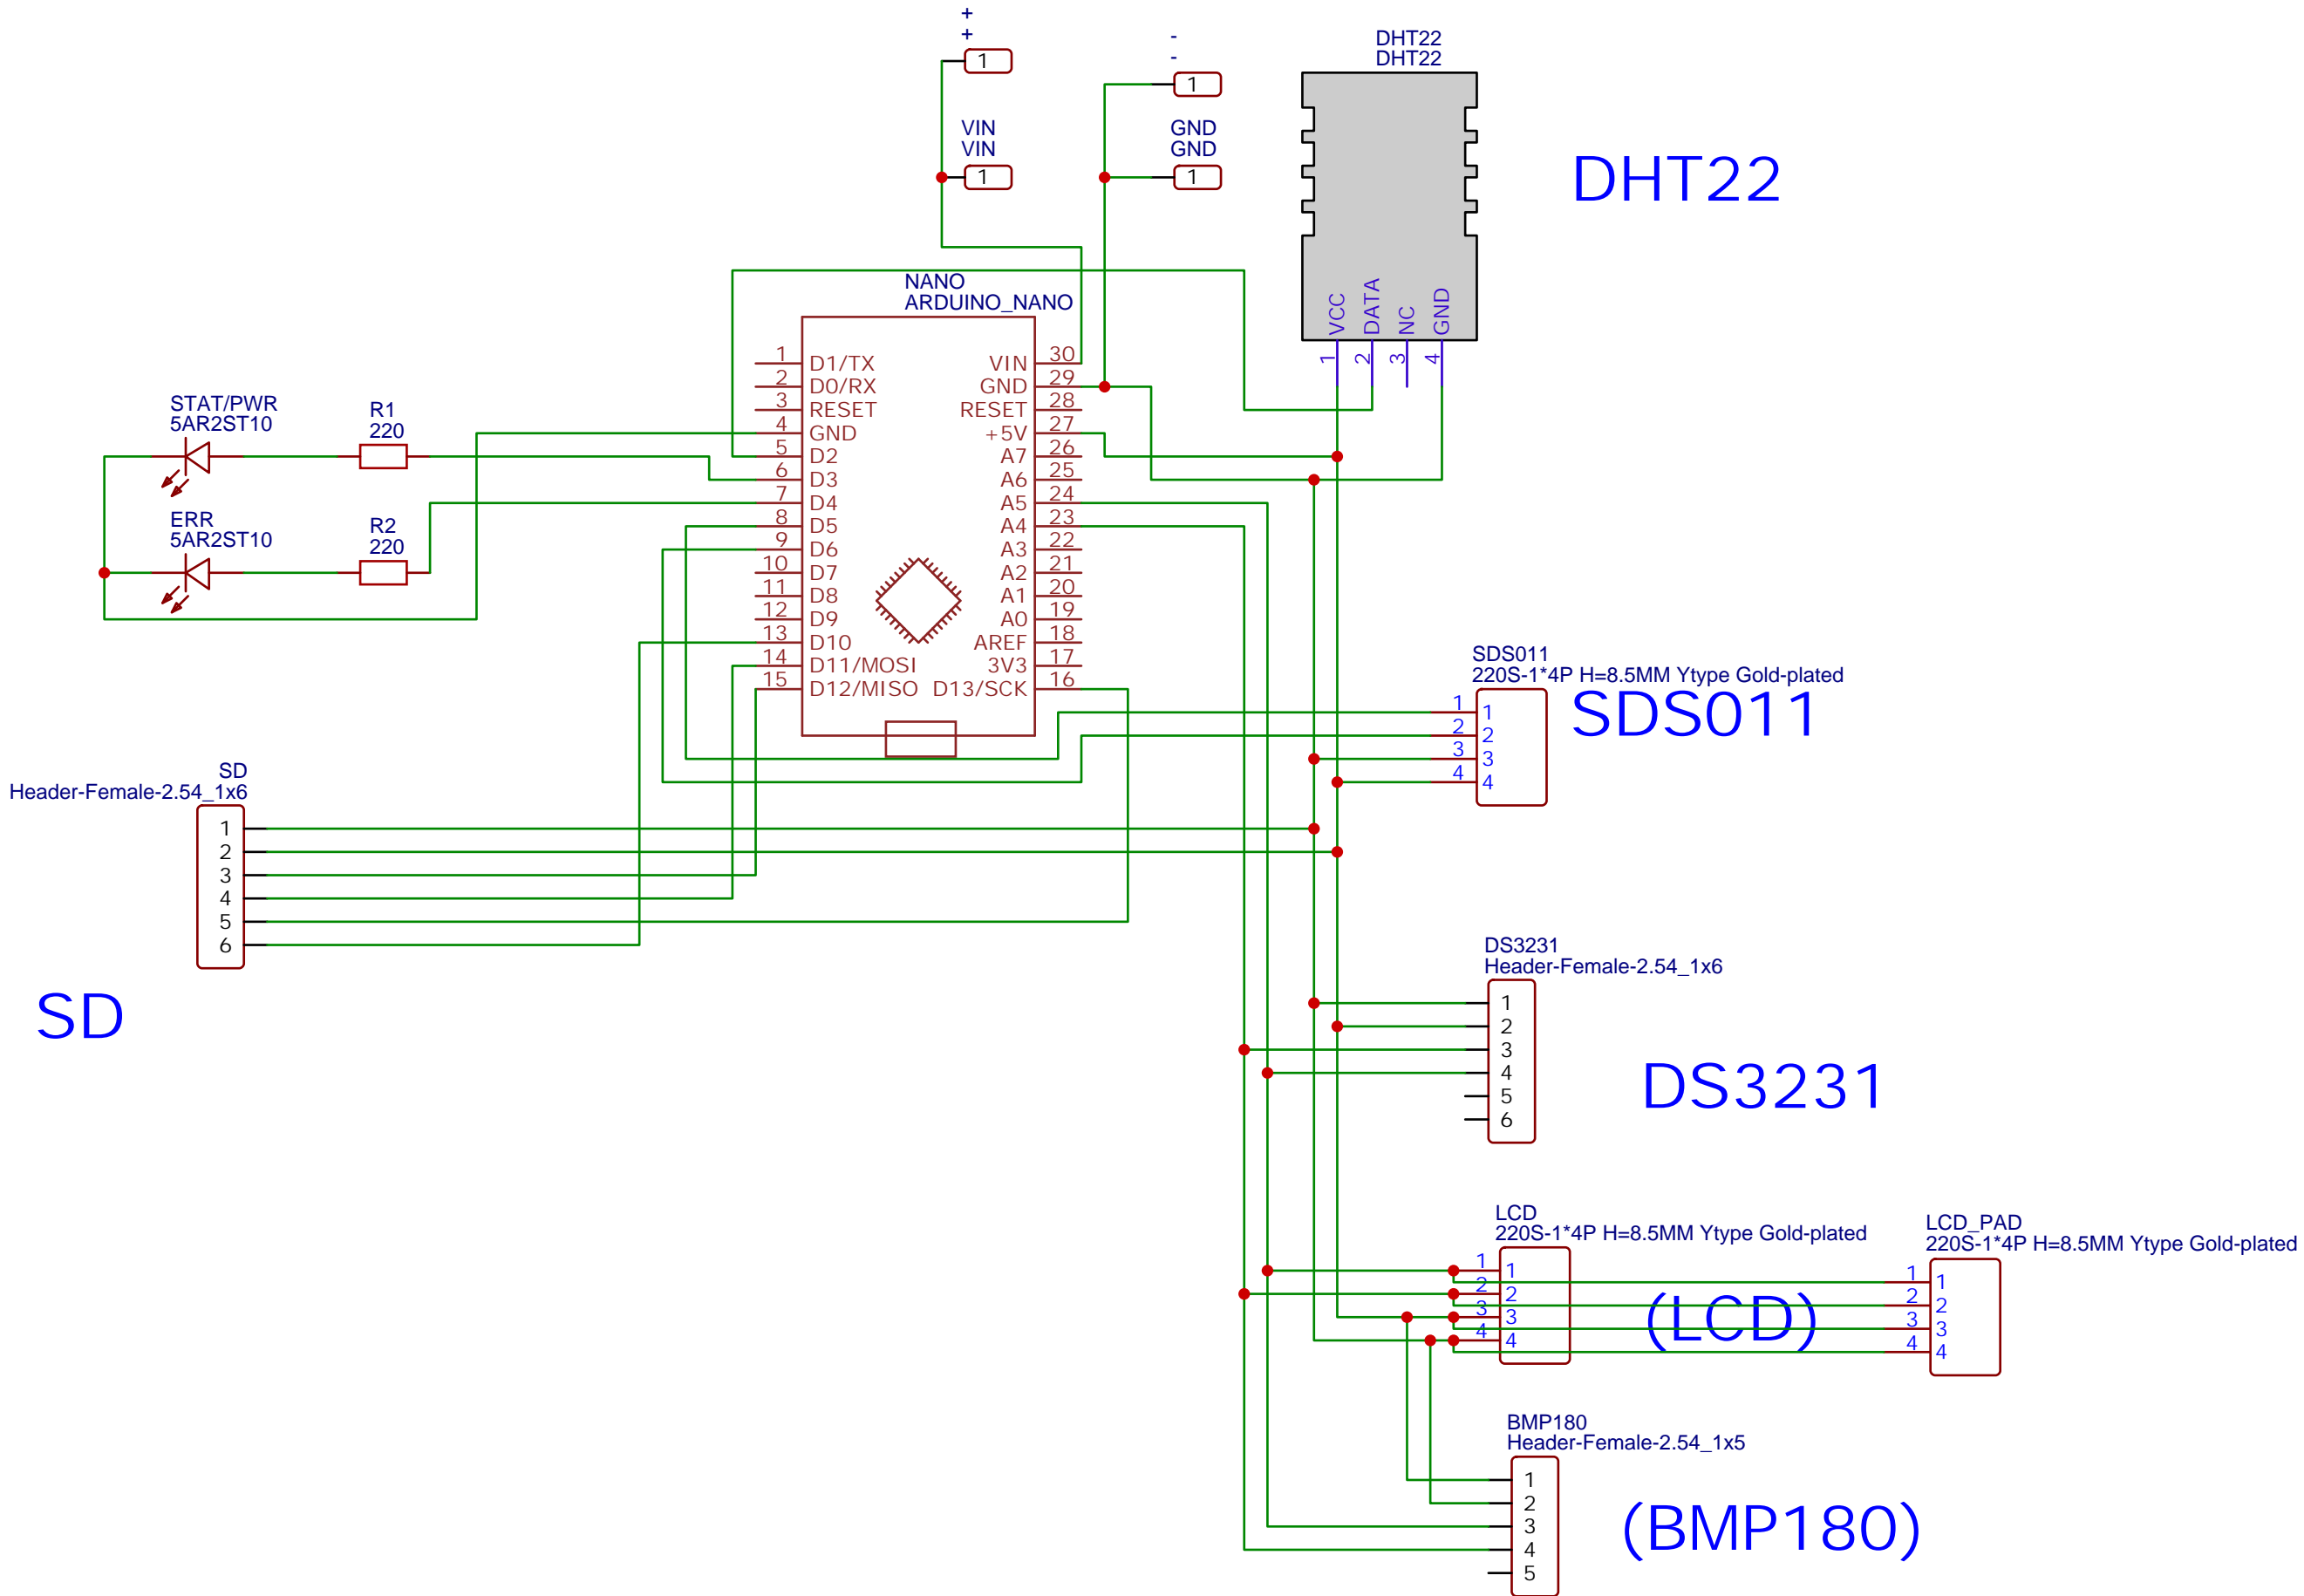 +
+
1
-
-
1
VIN
VIN
1
GND
GND
1
DHT22
DHT22
DHT22
VCC
DATA
NC
GND
1
2
3
4
NANO
ARDUINO_NANO
1 D1/TX
2 D0/RX
3 RESET
4 GND
5 D2
6 D3
7 D4
8 D5
9 D6
10 D7
11 D8
12 D9
13 D10
14 D11/MOSI
15 D12/MISO
VIN 30
GND 29
RESET 28
+5V 27
A7 26
A6 25
A5 24
A4 23
A3 22
A2 21
A1 20
A0 19
AREF 18
3V3 17
D13/SCK 16
STAT/PWR
5AR2ST10
R1
220
ERR
5AR2ST10
R2
220
SDS011
220S-1*4P H=8.5MM Ytype Gold-plated
SDS011
1 1
2 2
3 3
4 4
SD
Header-Female-2.54_1x6
1
2
3
4
5
6
SD
DS3231
Header-Female-2.54_1x6
1
2
3
4
5
6
DS3231
LCD
220S-1*4P H=8.5MM Ytype Gold-plated
1 1
2 2
3 3
4 4
(LCD)
LCD_PAD
220S-1*4P H=8.5MM Ytype Gold-plated
1 1
2 2
3 3
4 4
BMP180
Header-Female-2.54_1x5
1
2
3
4
5
(BMP180)